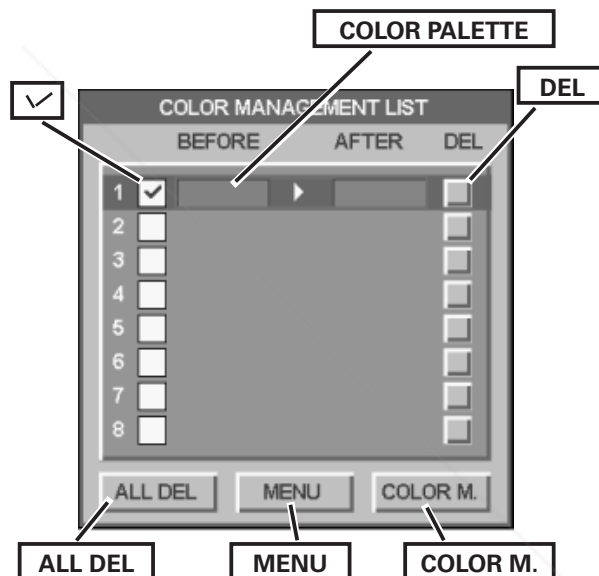 COLOR PALETTE
DEL
COLOR MANAGEMENT LIST
BEFORE AFTER DEL
1
2
3
4
5
6
7
8
ALL DEL MENU COLOR M.
ALL DEL MENU COLOR M.